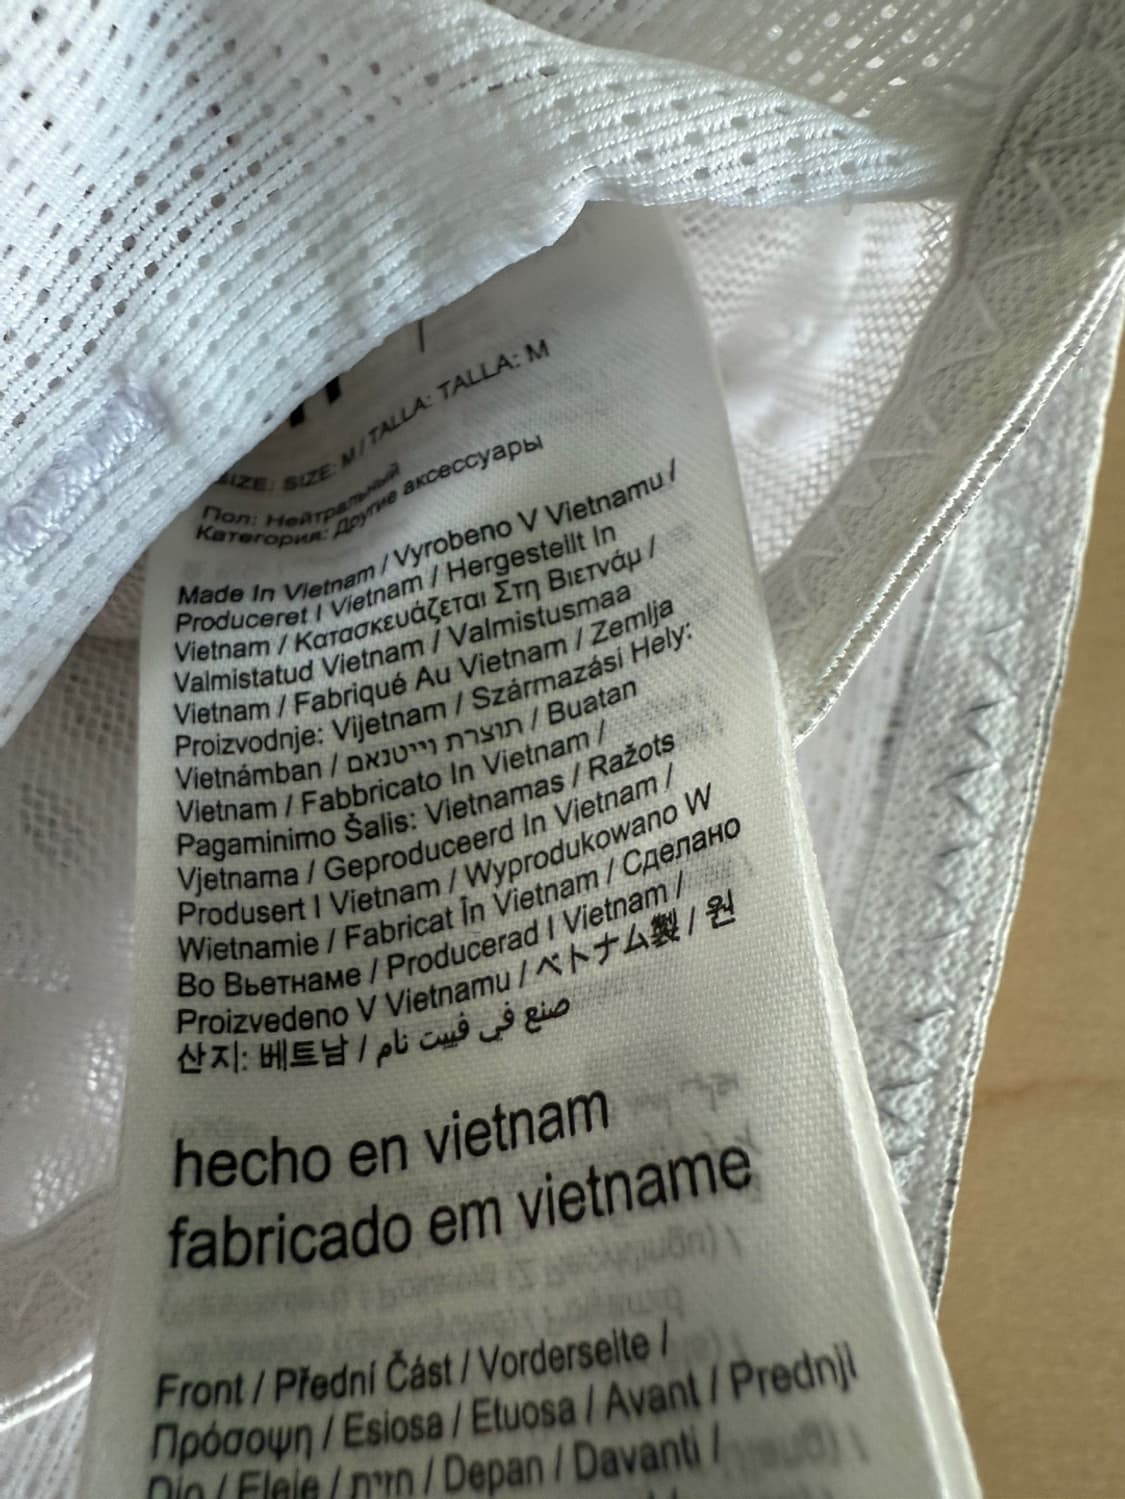 SIZE: SIZE: M / TALLA: TALLA: M
Пол: Нейтральный
Категория: Другие аксессуары
Made In Vietnam / Vyrobeno V Vietnamu /
Produceret I Vietnam / Hergestellt In
Vietnam / Κατασκευάζεται Στη Βιετνάμ /
Valmistatud Vietnam / Valmistusmaa
Vietnam / Fabriqué Au Vietnam / Zemlja
Proizvodnje: Vijetnam / Származási Hely:
Vietnámban / תוצרת וייטנאם / Buatan
Vietnam / Fabbricato In Vietnam /
Pagaminimo Šalis: Vietnamas / Ražots
Vjetnama / Geproduceerd In Vietnam /
Produsert I Vietnam / Wyprodukowano W
Wietnamie / Fabricat În Vietnam / Сделано
Во Вьетнаме / Producerad I Vietnam /
Proizvedeno V Vietnamu / ベトナム製 / 원
산지: 베트남 / صنع في فييت نام
hecho en vietnam
fabricado em vietname
Front / Přední Část / Vorderseite /
Πρόσοψη / Esiosa / Etuosa / Avant / Prednji
Dio / Eleje / חזית / Depan / Davanti /